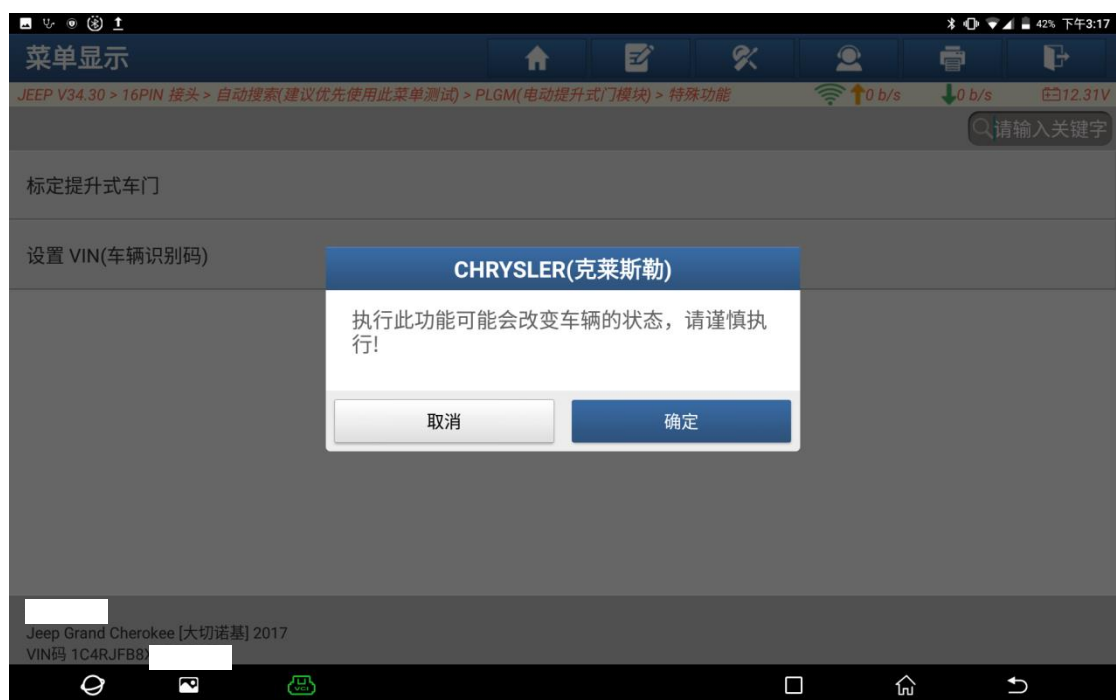 42% 下午3:17
菜单显示
JEEP V34.30 > 16PIN 接头 > 自动搜索(建议优先使用此菜单测试) > PLGM(电动提升式门模块) > 特殊功能
0 b/s
0 b/s
12.31V
请输入关键字
标定提升式车门
设置 VIN(车辆识别码)
CHRYSLER(克莱斯勒)
执行此功能可能会改变车辆的状态，请谨慎执
行!
取消
确定
Jeep Grand Cherokee [大切诺基] 2017
VIN码 1C4RJFB8
VCI